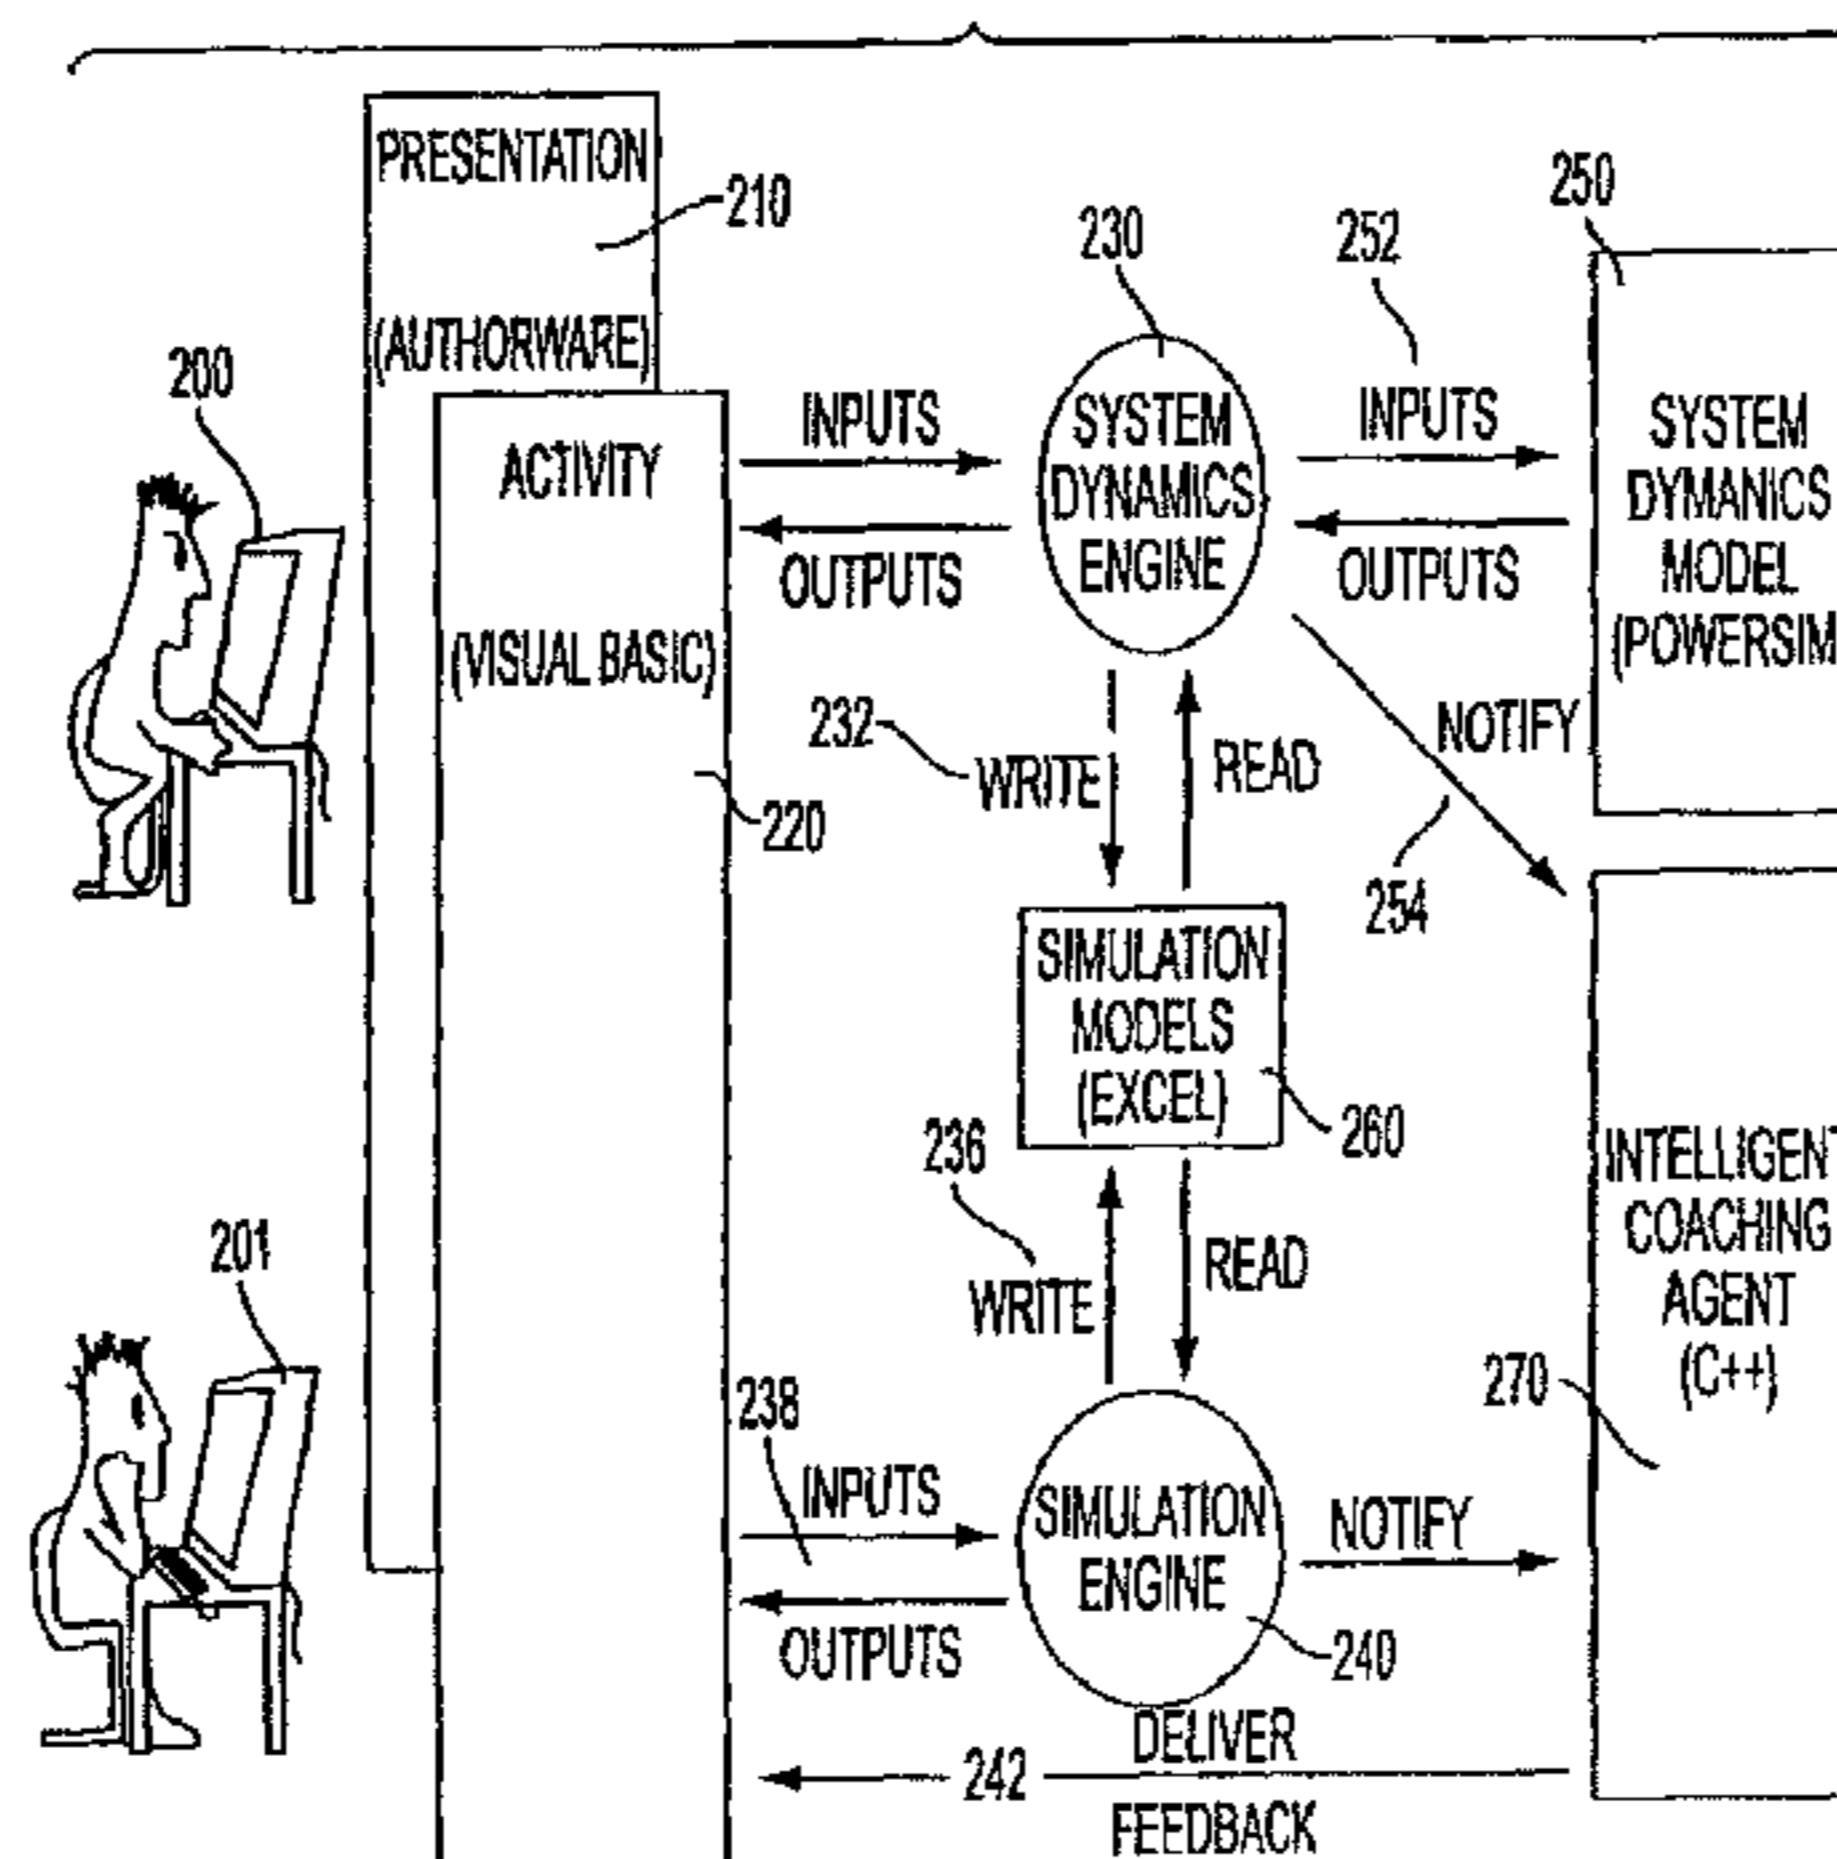 PRESENTATION
(AUTHORWARE)
210
200
ACTIVITY
(VISUAL BASIC)
220
201
INPUTS
OUTPUTS
230
SYSTEM
DYNAMICS
ENGINE
252
INPUTS
OUTPUTS
250
SYSTEM
DYMANICS
MODEL
(POWERSIM
232
WRITE
READ
NOTIFY
254
SIMULATION
MODELS
(EXCEL)
260
236
WRITE
READ
INTELLIGENT
COACHING
AGENT
(C++)
270
238
INPUTS
OUTPUTS
SIMULATION
ENGINE
240
NOTIFY
DELIVER
242
FEEDBACK